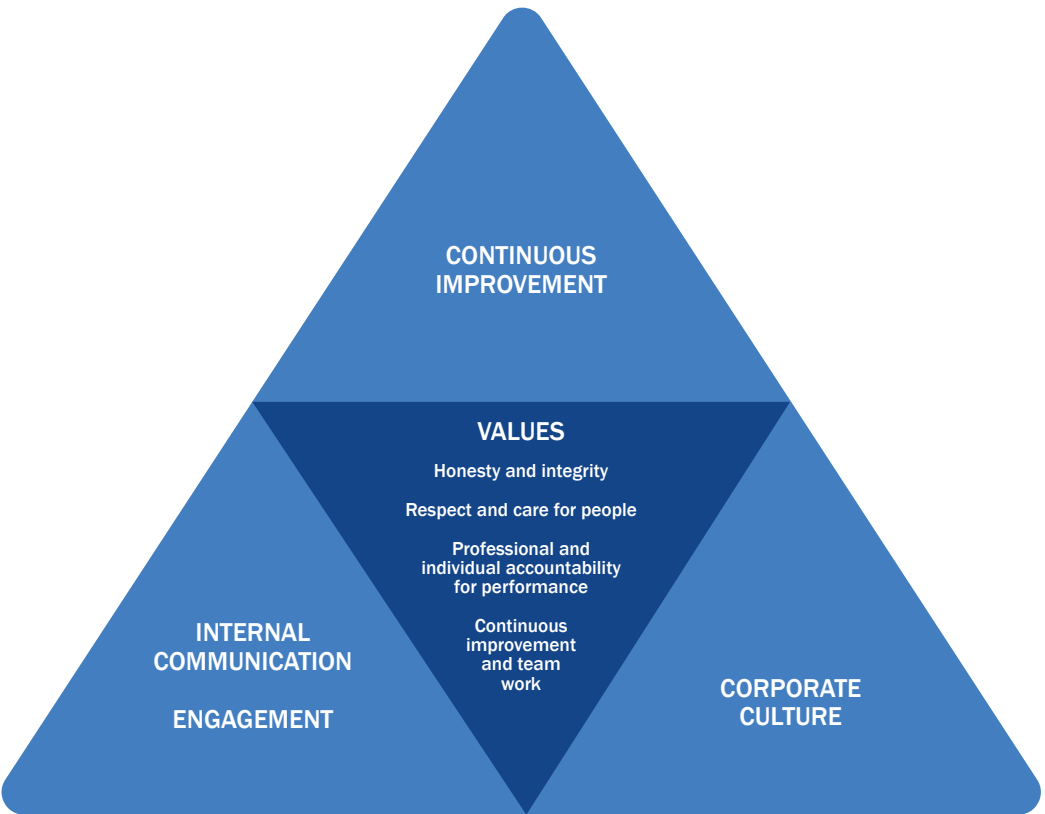 CONTINUOUS
IMPROVEMENT
VALUES
Honesty and integrity
Respect and care for people
Professional and
individual accountability
for performance
Continuous
improvement
and team
work
INTERNAL
COMMUNICATION
ENGAGEMENT
CORPORATE
CULTURE